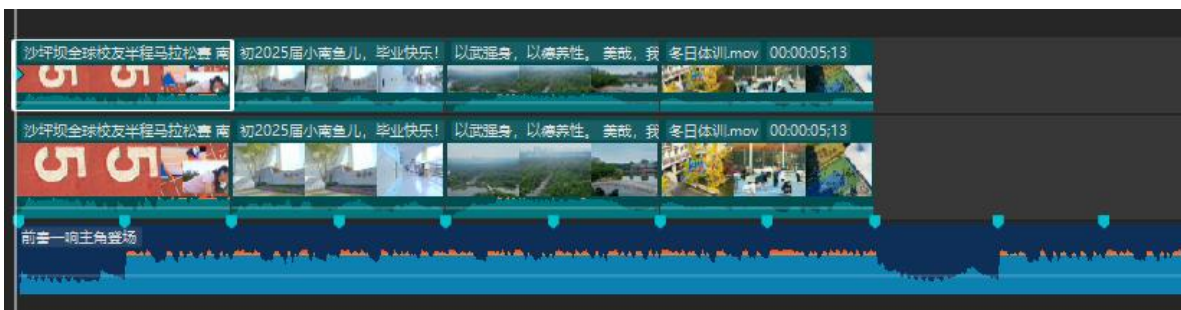 沙坪坝全球校友半程马拉松赛 南
初2025届小南鱼儿，毕业快乐！
以武强身，以德养性。 美哉，我
冬日体训.mov 00:00:05;13
沙坪坝全球校友半程马拉松赛 南
初2025届小南鱼儿，毕业快乐！
以武强身，以德养性。 美哉，我
冬日体训.mov 00:00:05;13
前奏一响主角登场